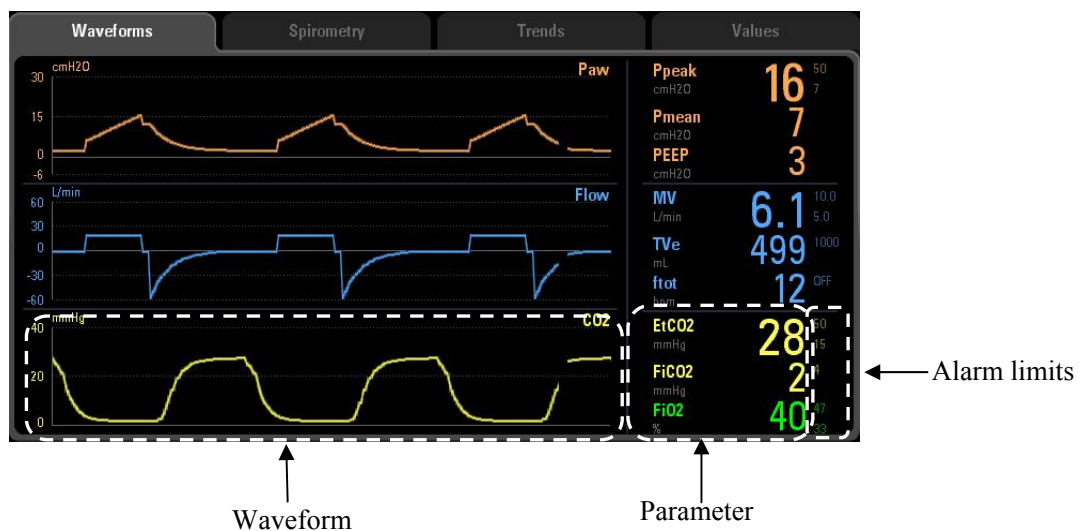 Waveforms Spirometry Trends Values
cmH2O Paw
30
15
0
-6
L/min Flow
60
30
0
-30
-60
mmHg CO2
40
20
0
Ppeak 16 50
cmH2O 7
Pmean 7
cmH2O
PEEP 3
cmH2O
MV 6.1 10.0
L/min 5.0
TVe 499 1000
mL
ftot 12 OFF
bpm
EtCO2 28 50
mmHg 15
FiCO2 2 4
mmHg
FiO2 40 47
% 33
Alarm limits
Waveform
Parameter